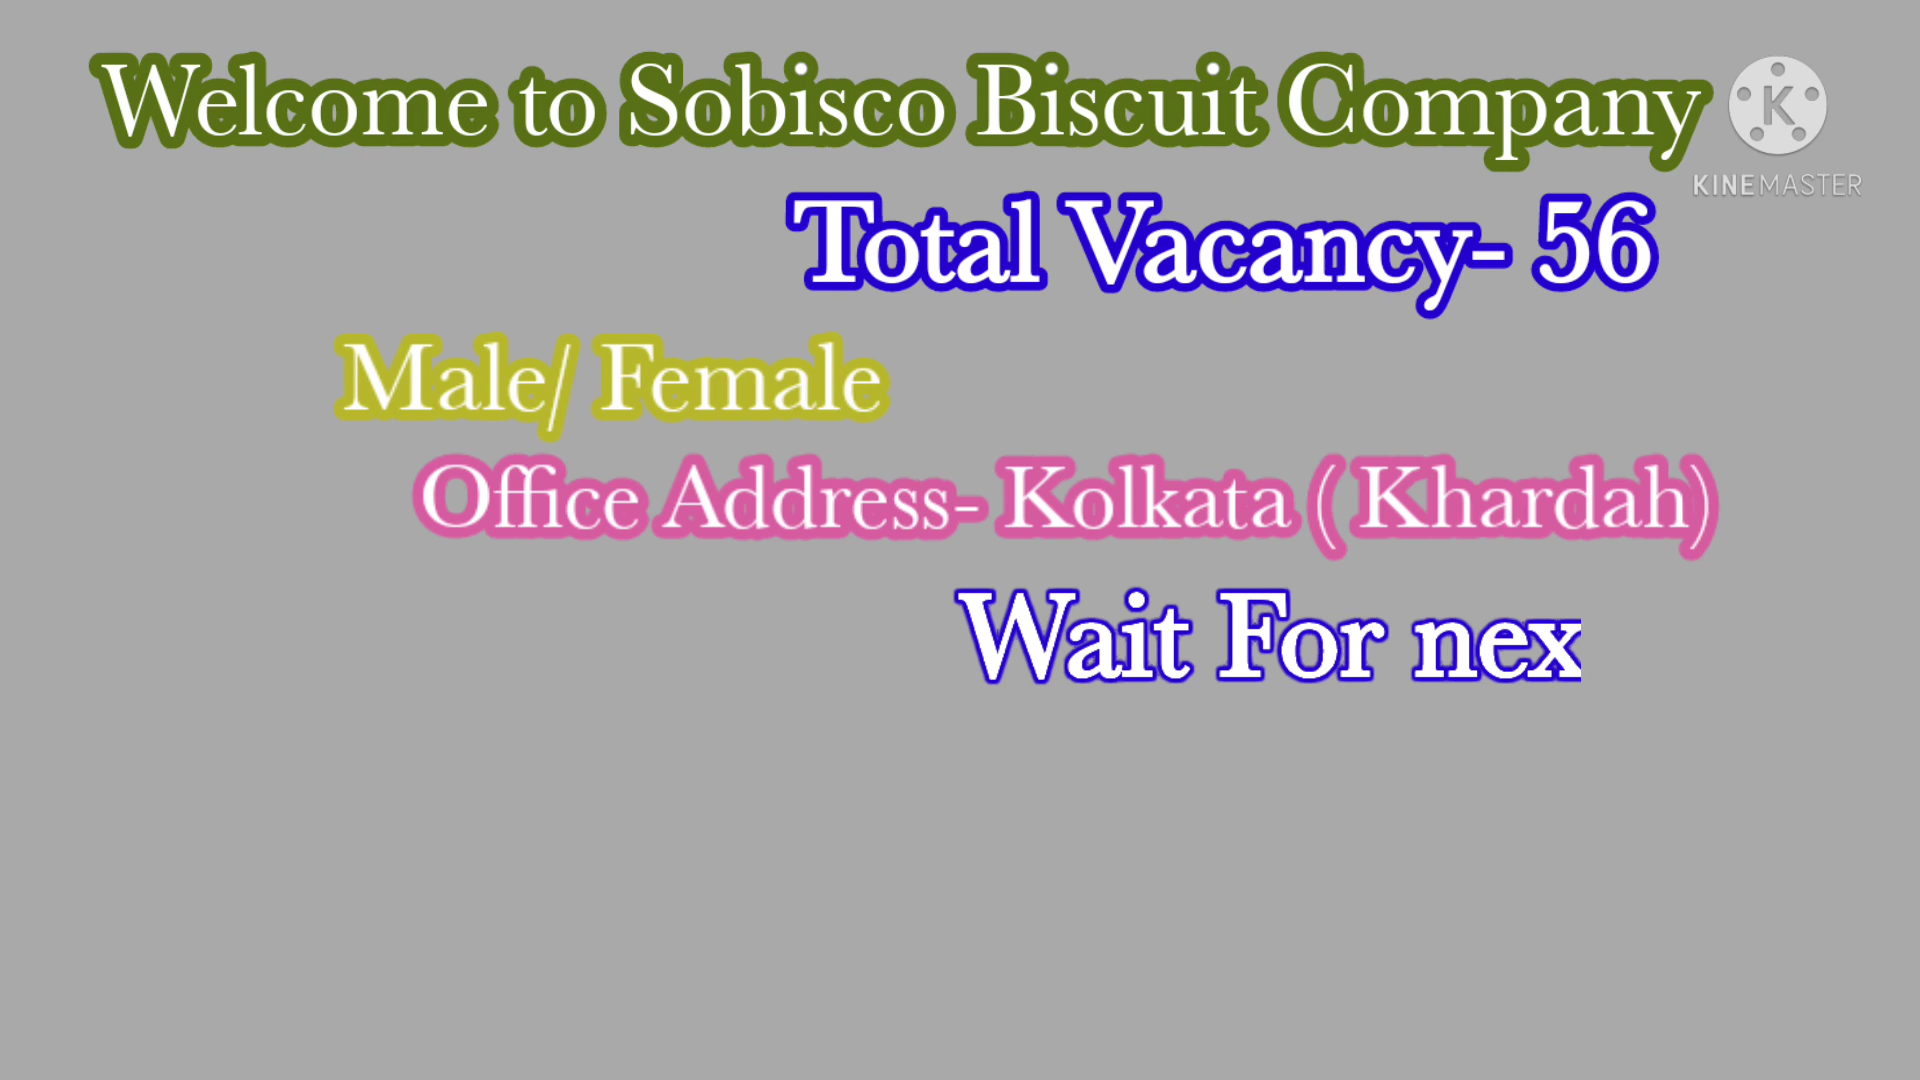 Welcome to Sobisco Biscuit Company
K
KINEMASTER
Total Vacancy- 56
Male/ Female
Office Address- Kolkata ( Khardah)
Wait For nex